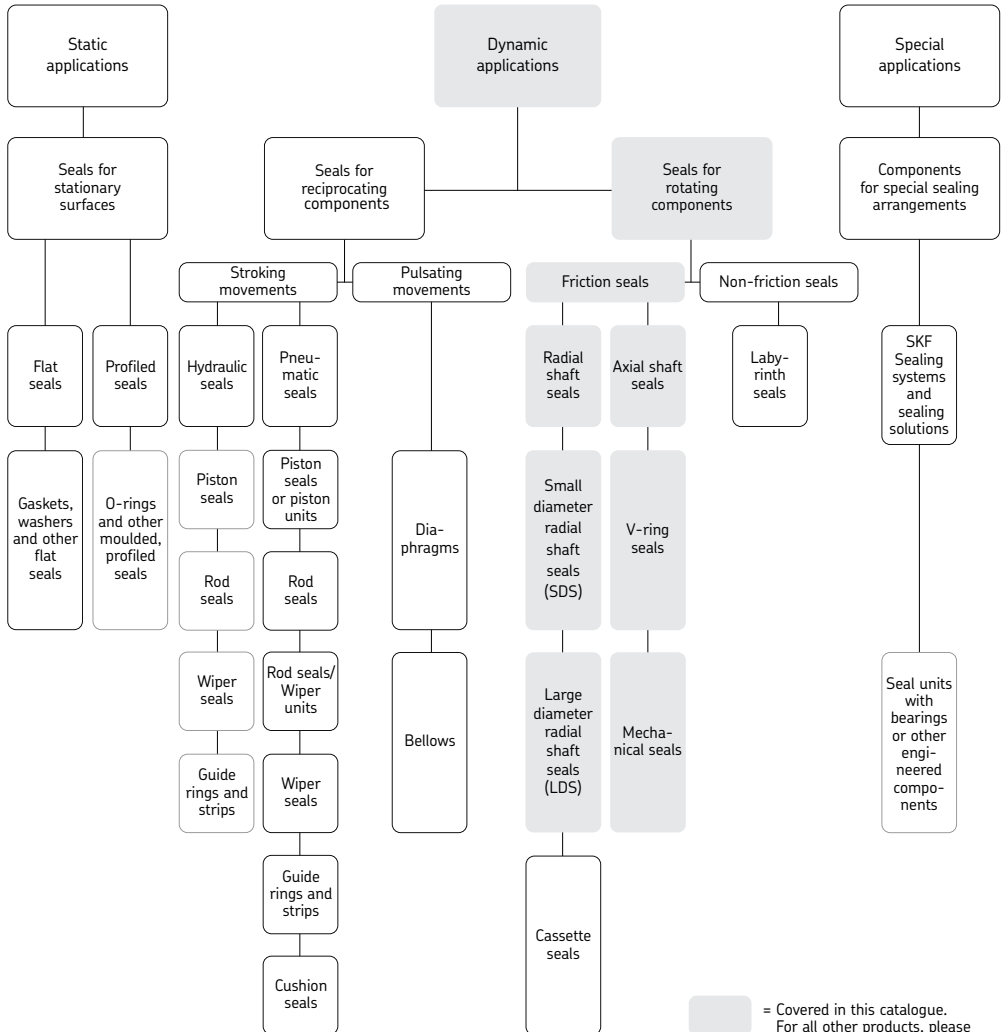 Static
applications
Dynamic
applications
Special
applications
Seals for
stationary
surfaces
Seals for
reciprocating
components
Seals for
rotating
components
Components
for special sealing
arrangements
Stroking
movements
Pulsating
movements
Friction seals
Non-friction seals
Flat
seals
Profiled
seals
Hydraulic
seals
Pneu-
matic
seals
Radial
shaft
seals
Axial shaft
seals
Laby-
rinth
seals
SKF
Sealing
systems
and
sealing
solutions
Gaskets,
washers
and other
flat
seals
O-rings
and other
moulded,
profiled
seals
Piston
seals
Piston
seals
or piston
units
Dia-
phragms
Small
diameter
radial
shaft
seals
(SDS)
V-ring
seals
Rod
seals
Rod
seals
Wiper
seals
Rod seals/
Wiper
units
Bellows
Large
diameter
radial
shaft
seals
(LDS)
Mecha-
nical seals
Seal units
with
bearings
or other
engi-
neered
compo-
nents
Guide
rings and
strips
Wiper
seals
Guide
rings and
strips
Cassette
seals
Cushion
seals
= Covered in this catalogue.
For all other products, please